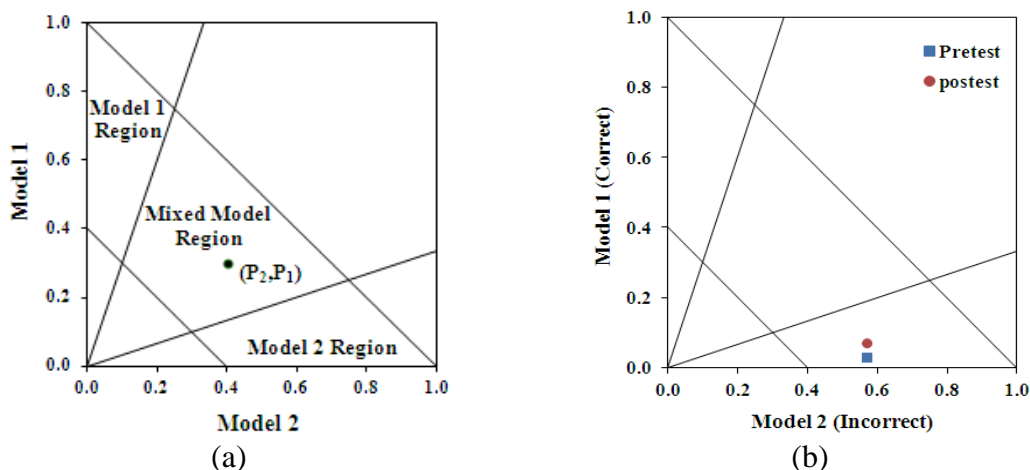 1.0
0.8
0.6
0.4
0.2
0.0
Model 1
Model 1
Region
Mixed Model
Region
(P2,P1)
Model 2 Region
0.0 0.2 0.4 0.6 0.8 1.0
Model 2
(a)
1.0
0.8
0.6
0.4
0.2
0.0
Model 1 (Correct)
Pretest
postest
0.0 0.2 0.4 0.6 0.8 1.0
Model 2 (Incorrect)
(b)